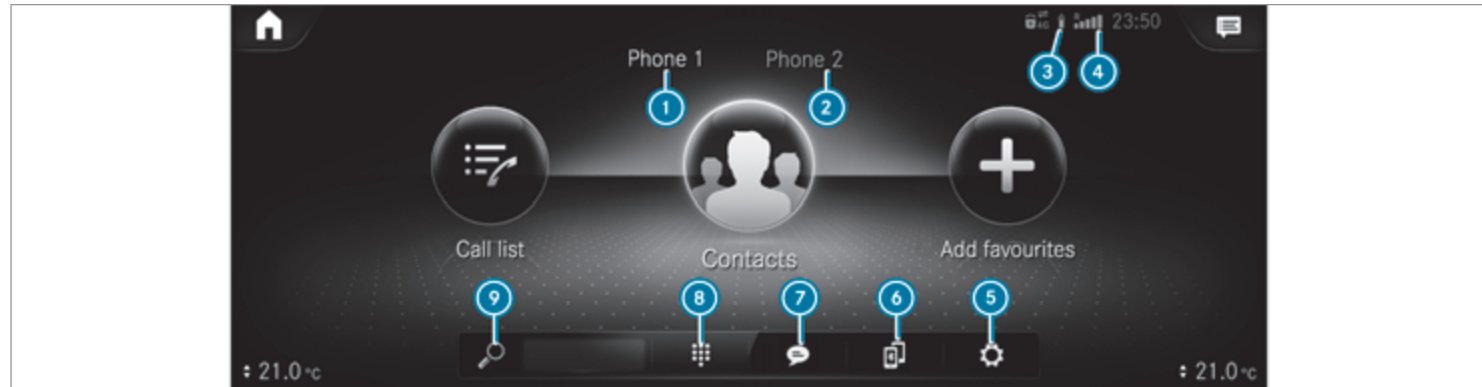 4G 23:50
Phone 1 Phone 2
3 4
1 2
Call list Contacts Add favourites
9 8 7 6 5
21.0 °C 21.0 °C